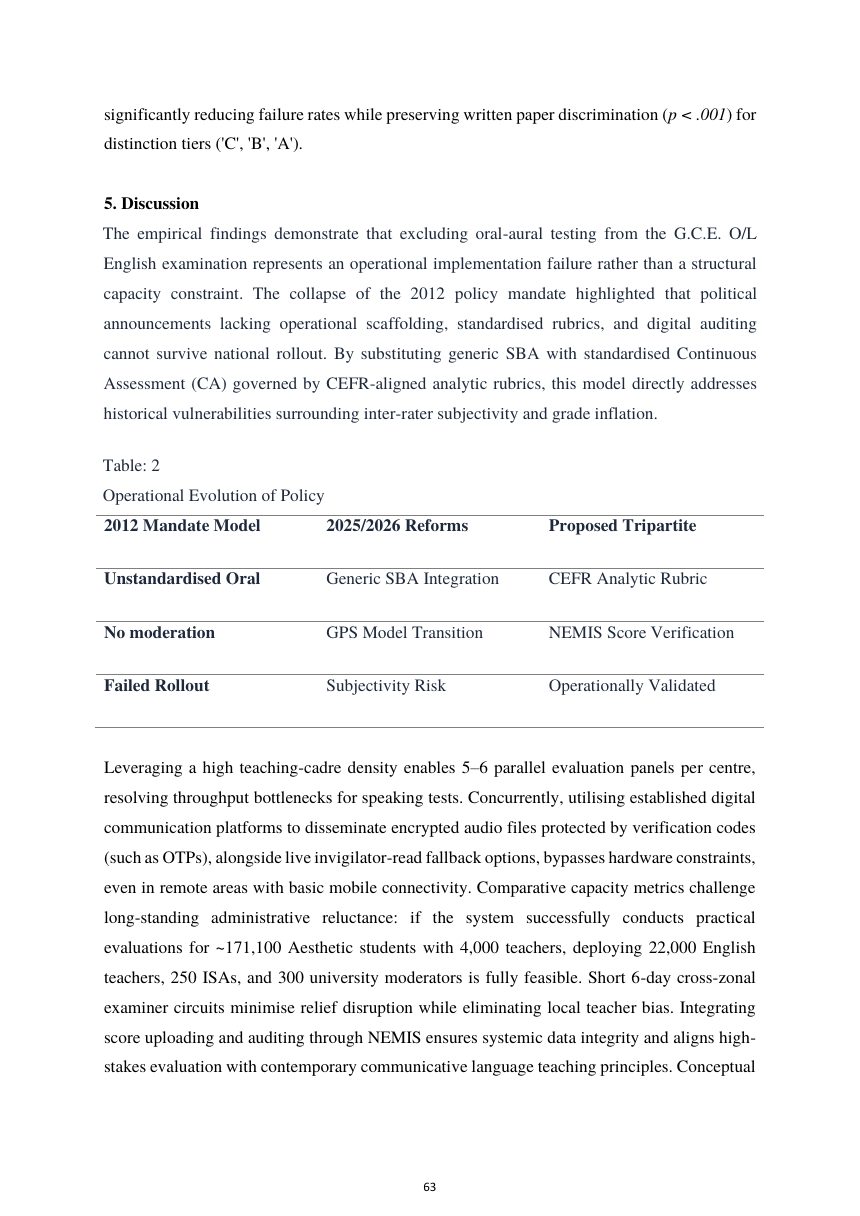 significantly reducing failure rates while preserving written paper discrimination (p < .001) for
distinction tiers ('C', 'B', 'A').
5. Discussion
The empirical findings demonstrate that excluding oral-aural testing from the G.C.E. O/L
English examination represents an operational implementation failure rather than a structural
capacity constraint. The collapse of the 2012 policy mandate highlighted that political
announcements lacking operational scaffolding, standardised rubrics, and digital auditing
cannot survive national rollout. By substituting generic SBA with standardised Continuous
Assessment (CA) governed by CEFR-aligned analytic rubrics, this model directly addresses
historical vulnerabilities surrounding inter-rater subjectivity and grade inflation.
Table: 2
Operational Evolution of Policy
2012 Mandate Model 2025/2026 Reforms Proposed Tripartite
Unstandardised Oral Generic SBA Integration CEFR Analytic Rubric
No moderation GPS Model Transition NEMIS Score Verification
Failed Rollout Subjectivity Risk Operationally Validated
Leveraging a high teaching-cadre density enables 5–6 parallel evaluation panels per centre,
resolving throughput bottlenecks for speaking tests. Concurrently, utilising established digital
communication platforms to disseminate encrypted audio files protected by verification codes
(such as OTPs), alongside live invigilator-read fallback options, bypasses hardware constraints,
even in remote areas with basic mobile connectivity. Comparative capacity metrics challenge
long-standing administrative reluctance: if the system successfully conducts practical
evaluations for ~171,100 Aesthetic students with 4,000 teachers, deploying 22,000 English
teachers, 250 ISAs, and 300 university moderators is fully feasible. Short 6-day cross-zonal
examiner circuits minimise relief disruption while eliminating local teacher bias. Integrating
score uploading and auditing through NEMIS ensures systemic data integrity and aligns high-
stakes evaluation with contemporary communicative language teaching principles. Conceptual
63